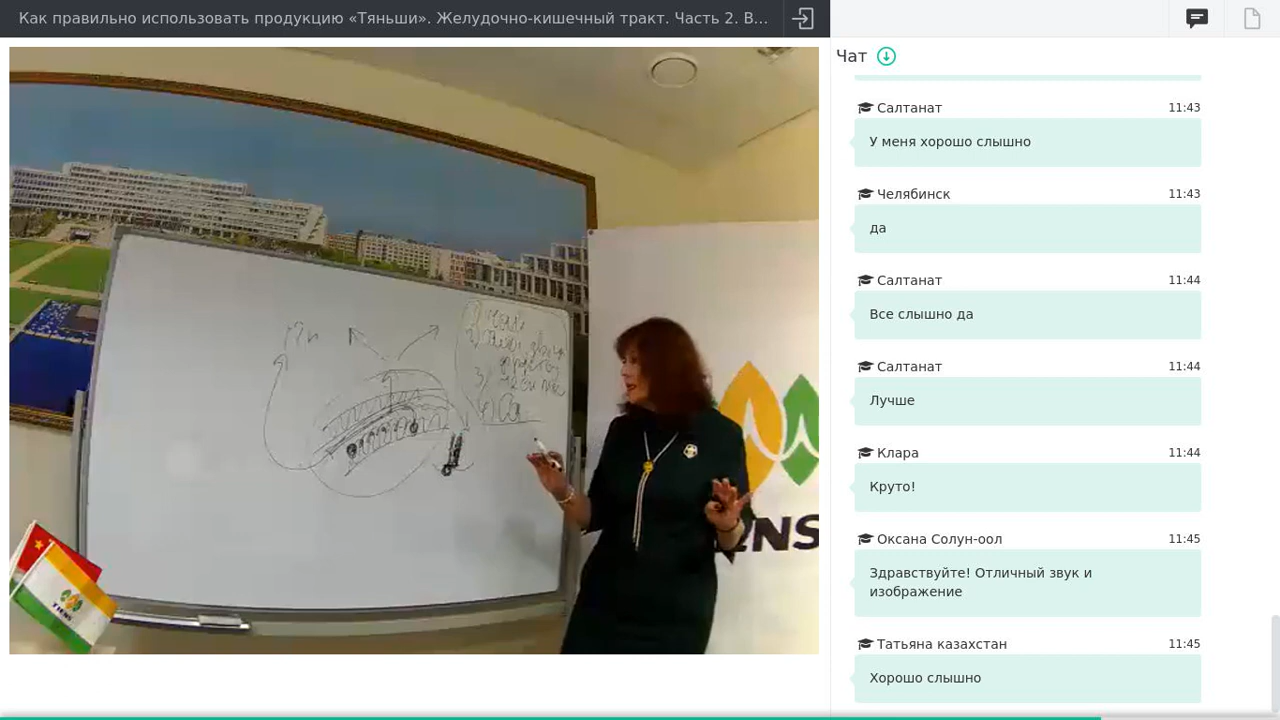 Как правильно использовать продукцию «Тяньши». Желудочно-кишечный тракт. Часть 2. В...
Чат
Салтанат 11:43
У меня хорошо слышно
Челябинск 11:43
да
Салтанат 11:44
Все слышно да
Салтанат 11:44
Лучше
Клара 11:44
Круто!
Оксана Солун-оол 11:45
Здравствуйте! Отличный звук и
изображение
Татьяна казахстан 11:45
Хорошо слышно
TIENS